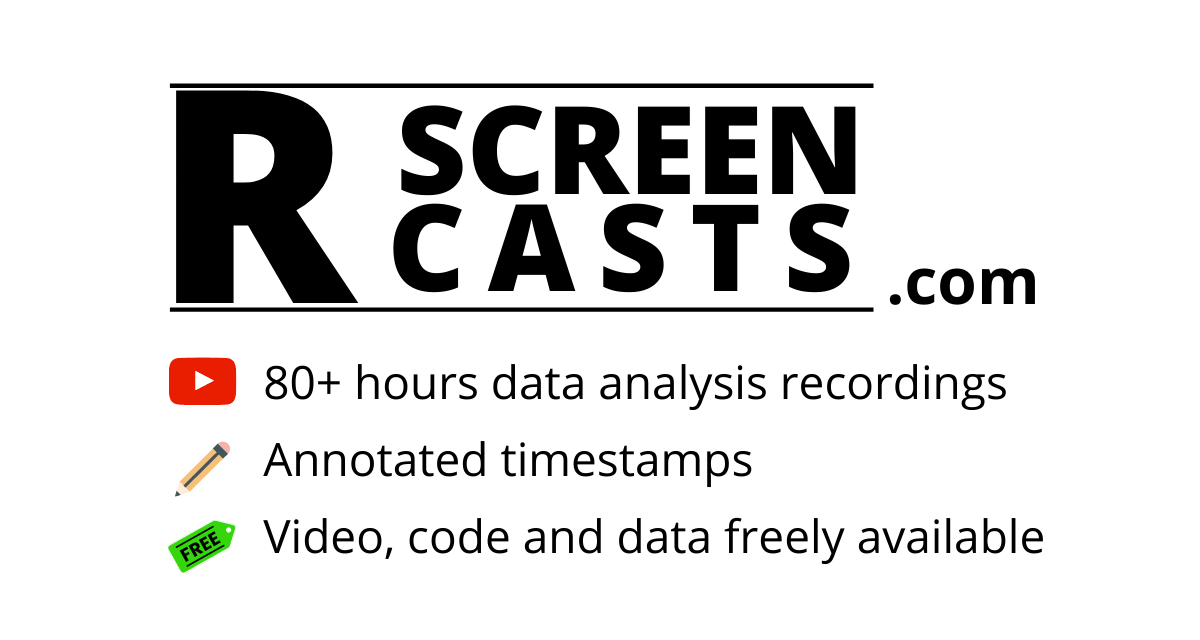 R SCREEN
CASTS
.com
80+ hours data analysis recordings
Annotated timestamps
FREE
Video, code and data freely available